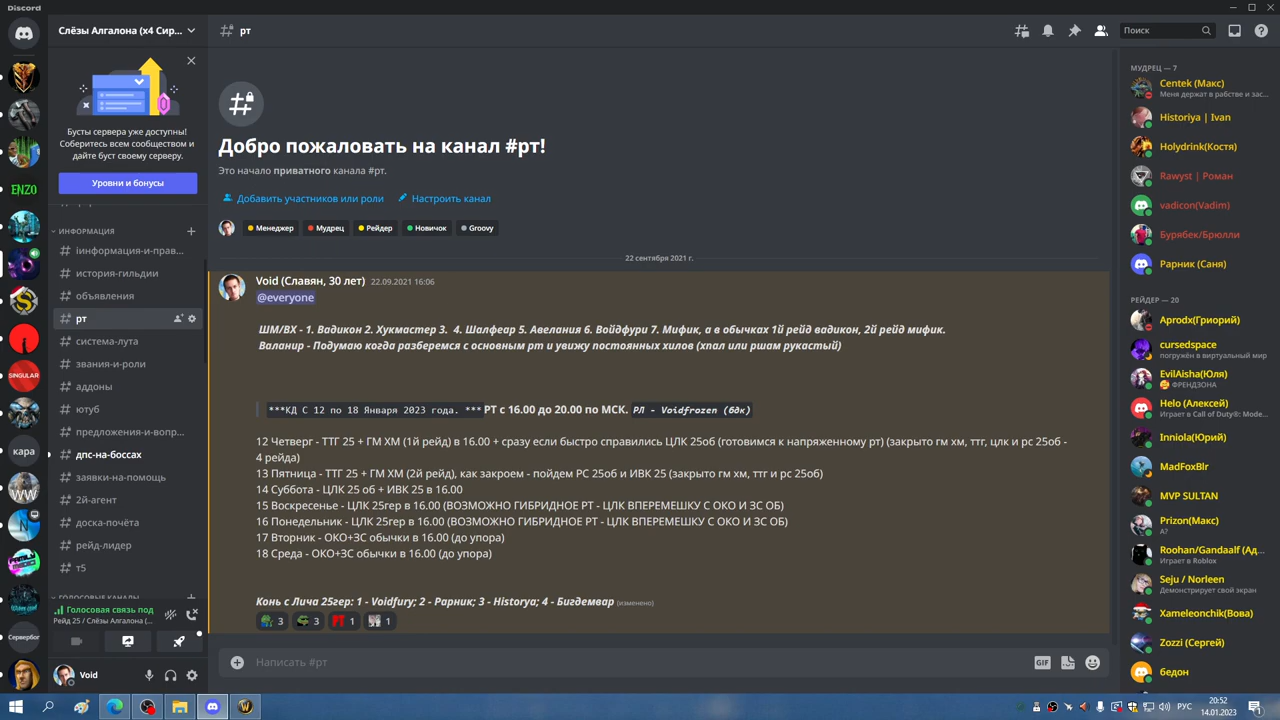 Discord
Слёзы Алгалона (x4 Сир...
рт
Поиск
Бусты сервера уже доступны!
Соберитесь всем сообществом и
дайте буст своему серверу.
Уровни и бонусы
ENZO
SINGULAR
кара
WW
Сервербог
ИНФОРМАЦИЯ
информация-и-прав...
история-гильдии
объявления
рт
система-лута
звания-и-роли
аддоны
ютуб
предложения-и-вопр...
дпс-на-боссах
заявки-на-помощь
2й-агент
доска-почёта
рейд-лидер
т5
ГОЛОСОВЫЕ КАНАЛЫ
Голосовая связь под
Рейд 25 / Слёзы Алгалона (...
Void
Добро пожаловать на канал #рт!
Это начало приватного канала #рт.
Добавить участников или роли
Настроить канал
Менеджер
Мудрец
Рейдер
Новичок
Groovy
22 сентября 2021 г.
Void (Славян, 30 лет) 22.09.2021 16:06
@everyone
ШМ/ВХ - 1. Вадикон 2. Хукмастер 3. 4. Шалфеар 5. Авелания 6. Войдфури 7. Мифик, а в обычках 1й рейд вадикон, 2й рейд мифик.
Валанир - Подумаю когда разберемся с основным рт и увижу постоянных хилов (хпал или ршам рукастый)
***КД С 12 по 18 Января 2023 года. *** РТ с 16.00 до 20.00 по МСК. РЛ - Voidfrozen (бдк)
12 Четверг - ТТГ 25 + ГМ ХМ (1й рейд) в 16.00 + сразу если быстро справились ЦЛК 25об (готовимся к напряженному рт) (закрыто гм хм, ттг, цлк и рс 25об -
4 рейда)
13 Пятница - ТТГ 25 + ГМ ХМ (2й рейд), как закроем - пойдем РС 25об и ИВК 25 (закрыто гм хм, ттг и рс 25об)
14 Суббота - ЦЛК 25 об + ИВК 25 в 16.00
15 Воскресенье - ЦЛК 25гер в 16.00 (ВОЗМОЖНО ГИБРИДНОЕ РТ - ЦЛК ВПЕРЕМЕШКУ С ОКО И ЗС ОБ)
16 Понедельник - ЦЛК 25гер в 16.00 (ВОЗМОЖНО ГИБРИДНОЕ РТ - ЦЛК ВПЕРЕМЕШКУ С ОКО И ЗС ОБ)
17 Вторник - ОКО+ЗС обычки в 16.00 (до упора)
18 Среда - ОКО+ЗС обычки в 16.00 (до упора)
Конь с Лича 25гер: 1 - Voidfury; 2 - Рарник; 3 - Historya; 4 - Бигдемвар (изменено)
3 3 1 1
Написать #рт
GIF
МУДРЕЦ — 7
Centek (Макс)
Меня держат в рабстве и зас...
Historiya | Ivan
Holydrink(Костя)
Rawyst | Роман
vadicon(Vadim)
Бурябек/Брюлли
Рарник (Саня)
РЕЙДЕР — 20
Aprodx(Гриорий)
cursedspace
погружён в виртуальный мир
EvilAisha(Юля)
ФРЕНДЗОНА
Helo (Алексей)
Играет в Call of Duty®: Mode...
Inniola(Юрий)
MadFoxBlr
MVP SULTAN
Prizon(Макс)
А?
Roohan/Gandaalf (Ад...
Играет в Roblox
Seju / Norleen
Демонстрирует свой экран
Xameleonchik(Вова)
Zozzi (Сергей)
бедон
РУС
20:52
14.01.2023
1